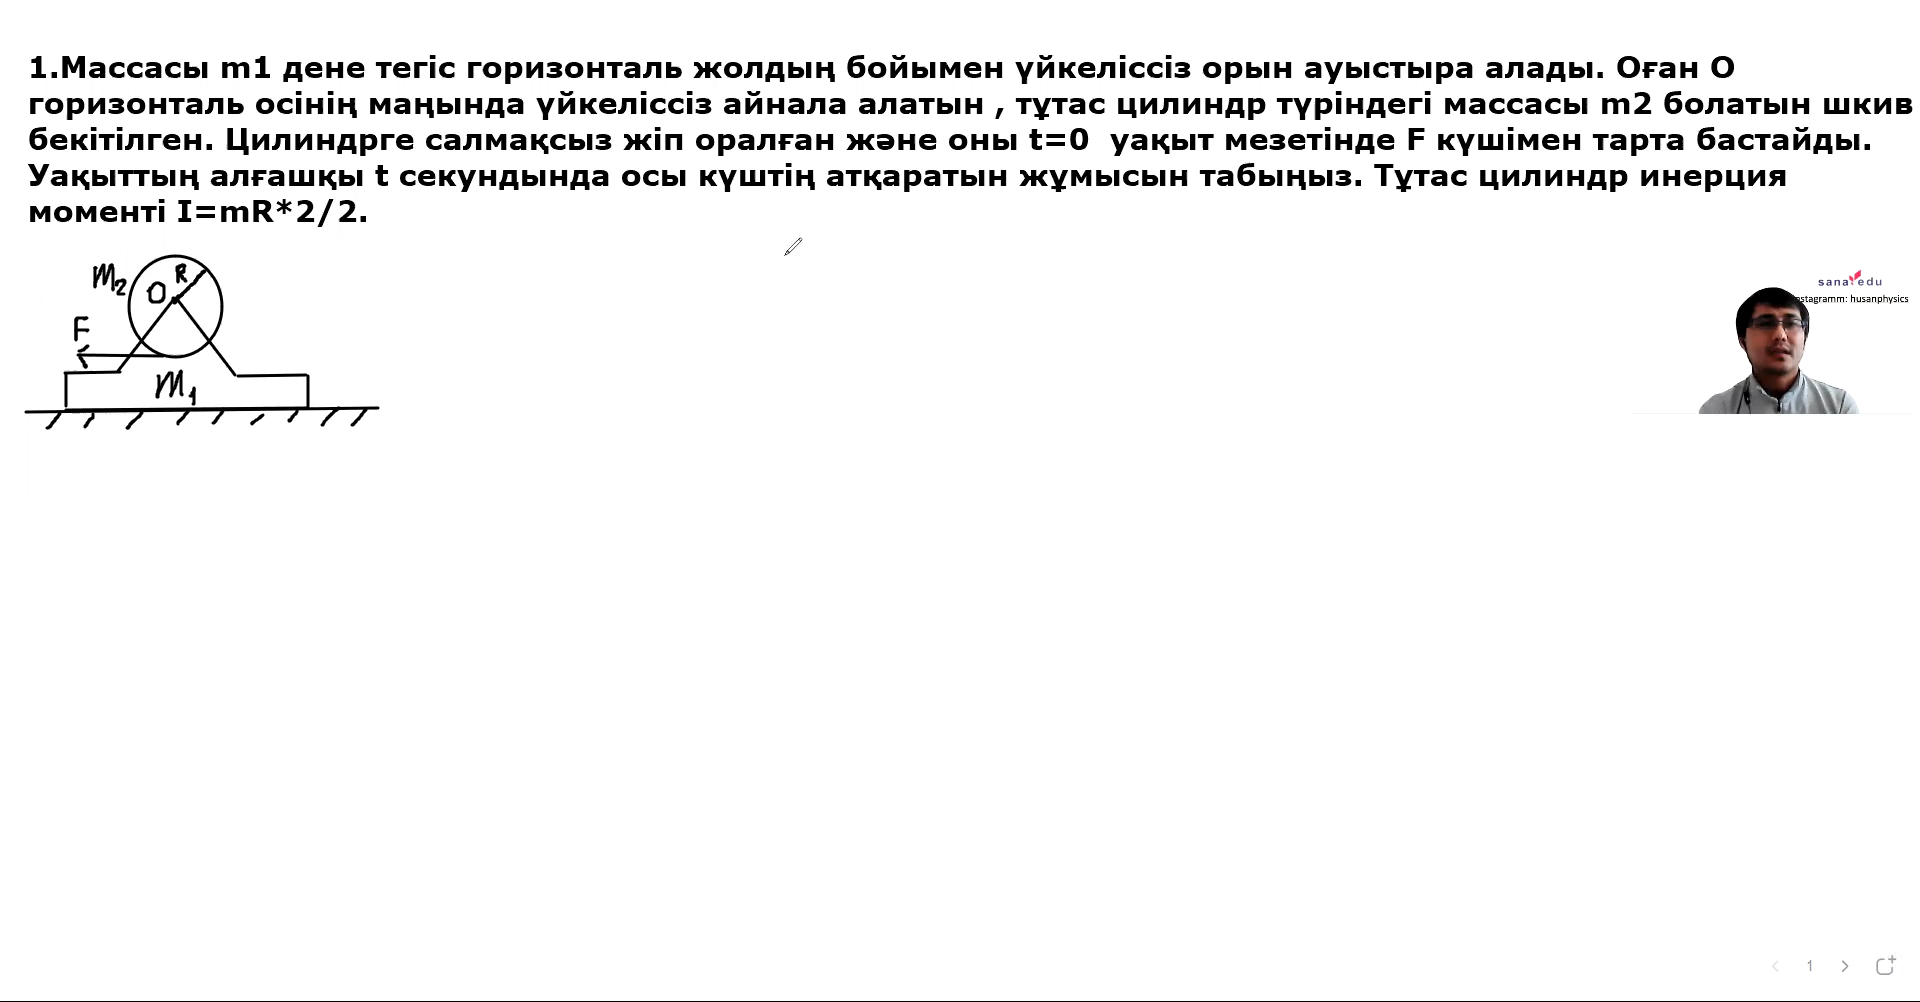 1.Массасы m1 дене тегіс горизонталь жолдың бойымен үйкеліссіз орын ауыстыра алады. Оған О
горизонталь осінің маңында үйкеліссіз айнала алатын , тұтас цилиндр түріндегі массасы m2 болатын шкив
бекітілген. Цилиндрге салмақсыз жіп оралған және оны t=0 уақыт мезетінде F күшімен тарта бастайды.
Уақыттың алғашқы t секундында осы күштің атқаратын жұмысын табыңыз. Тұтас цилиндр инерция
моменті I=mR*2/2.
m2 O R
F
m1
sana edu
nstagramm: husanphysics
1